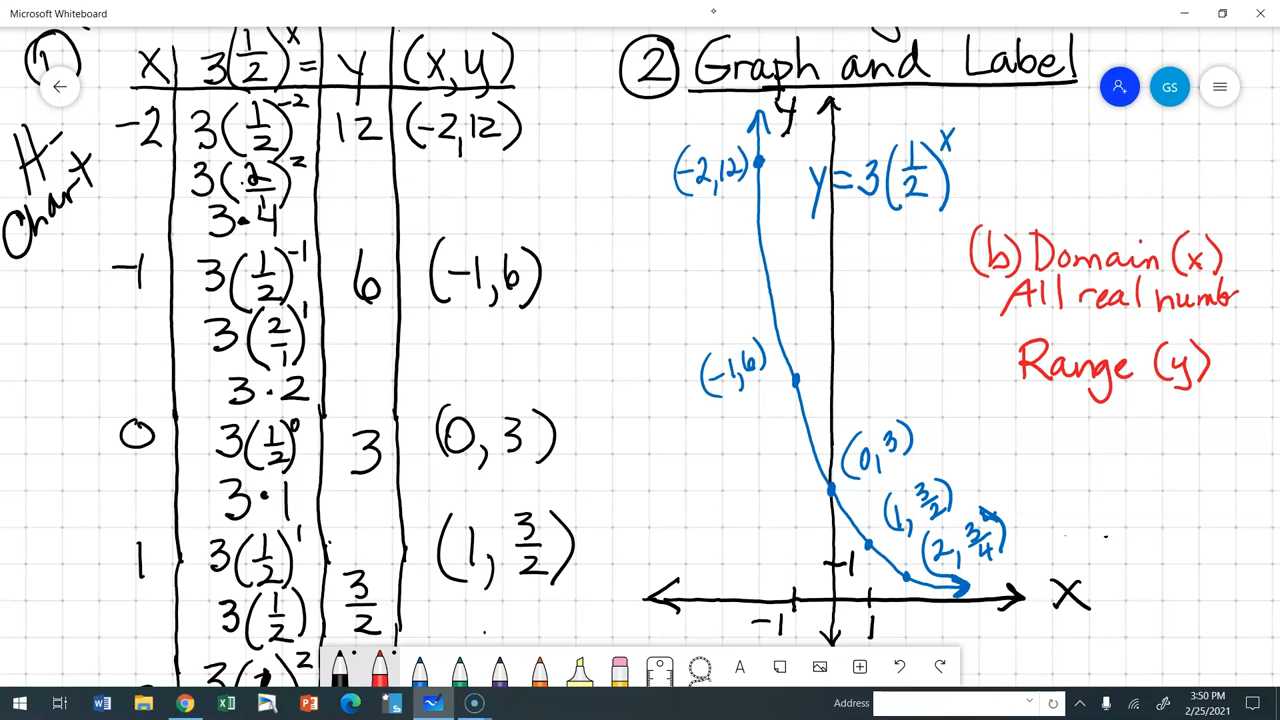 Microsoft Whiteboard
①
H-
Chart
x | 3(1/2)^x = | y | (x,y)
-2 | 3(1/2)^-2 | 12 | (-2,12)
3(2/1)^2
3·4
-1 | 3(1/2)^-1 | 6 | (-1,6)
3(2/1)^1
3·2
0 | 3(1/2)^0 | 3 | (0,3)
3·1
1 | 3(1/2)^1 | 3/2 | (1, 3/2)
3(1/2)
② Graph and Label
y
(-2,12)
y=3(1/2)^x
(-1,6)
(0,3)
(1, 3/2)
(2, 3/4)
1
-1
1
X
(b) Domain (x)
All real numb
Range (y)
GS
A
Address
3:50 PM
2/25/2021